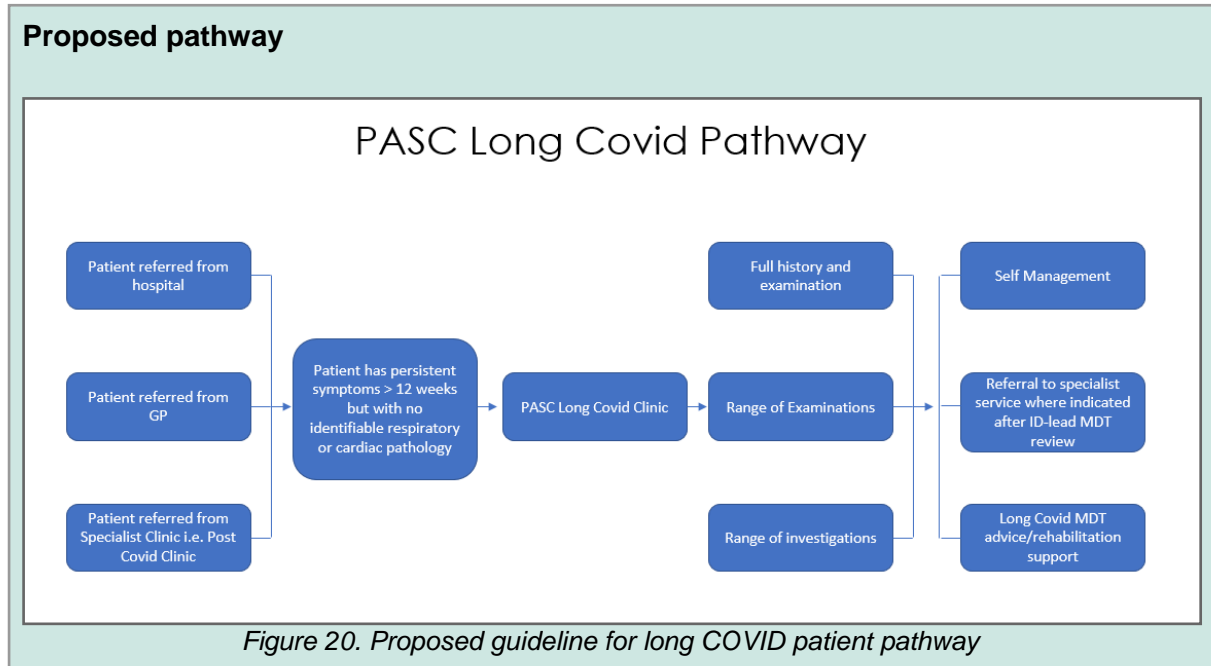 Proposed pathway
PASC Long Covid Pathway
Patient referred from
hospital
Patient referred from
GP
Patient referred from
Specialist Clinic i.e. Post
Covid Clinic
Patient has persistent
symptoms > 12 weeks
but with no
identifiable respiratory
or cardiac pathology
PASC Long Covid Clinic
Full history and
examination
Range of Examinations
Range of investigations
Self Management
Referral to specialist
service where indicated
after ID-lead MDT
review
Long Covid MDT
advice/rehabilitation
support
Figure 20. Proposed guideline for long COVID patient pathway